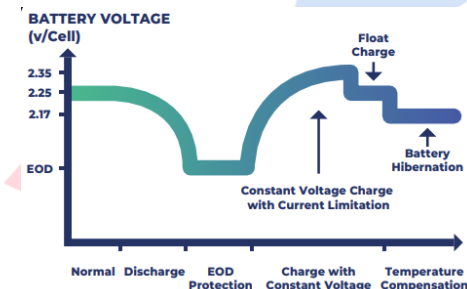 BATTERY VOLTAGE
(v/Cell)
Float
Charge
2.35
2.25
2.17
Battery
Hibernation
EOD
Constant Voltage Charge
with Current Limitation
Normal
Discharge
EOD
Protection
Charge with
Constant Voltage
Temperature
Compensation